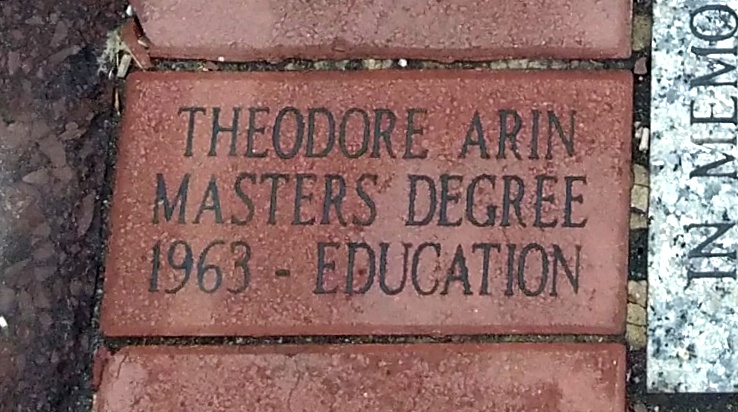 THEODORE ARIN
MASTERS DEGREE
1963 - EDUCATION
IN MEMO